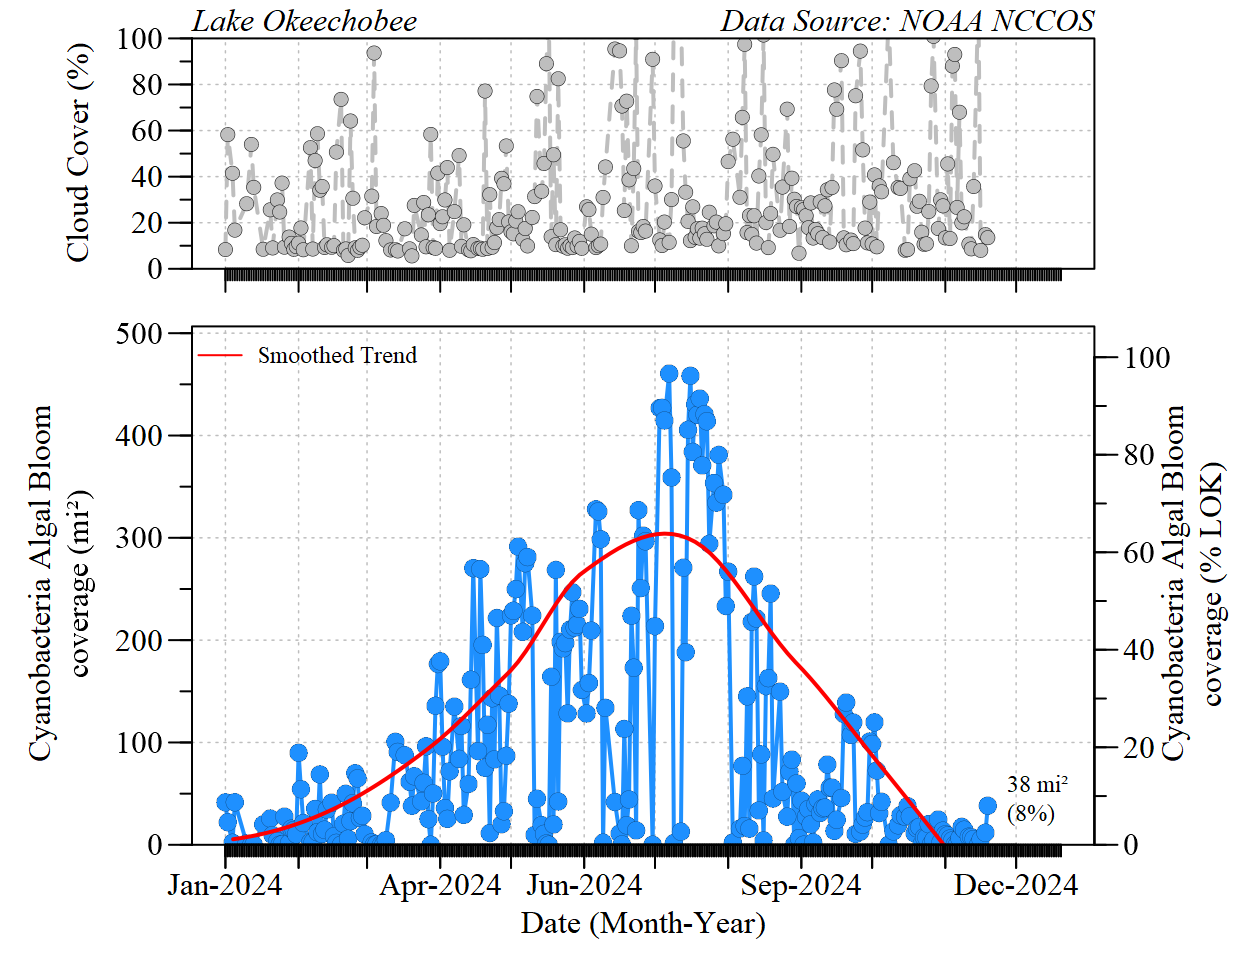 Lake Okeechobee
Data Source: NOAA NCCOS
Cloud Cover (%)
100
80
60
40
20
0
Smoothed Trend
Cyanobacteria Algal Bloom
coverage (mi²)
500
400
300
200
100
0
100
80
60
40
20
0
Cyanobacteria Algal Bloom
coverage (% LOK)
38 mi²
(8%)
Jan-2024
Apr-2024
Jun-2024
Sep-2024
Dec-2024
Date (Month-Year)